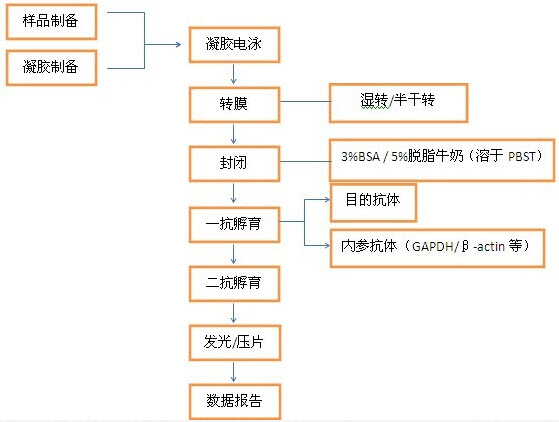 样品制备
凝胶制备
凝胶电泳
转膜
湿转/半干转
封闭
3%BSA / 5%脱脂牛奶（溶于 PBST）
一抗孵育
目的抗体
内参抗体（GAPDH/β-actin 等）
二抗孵育
发光/压片
数据报告